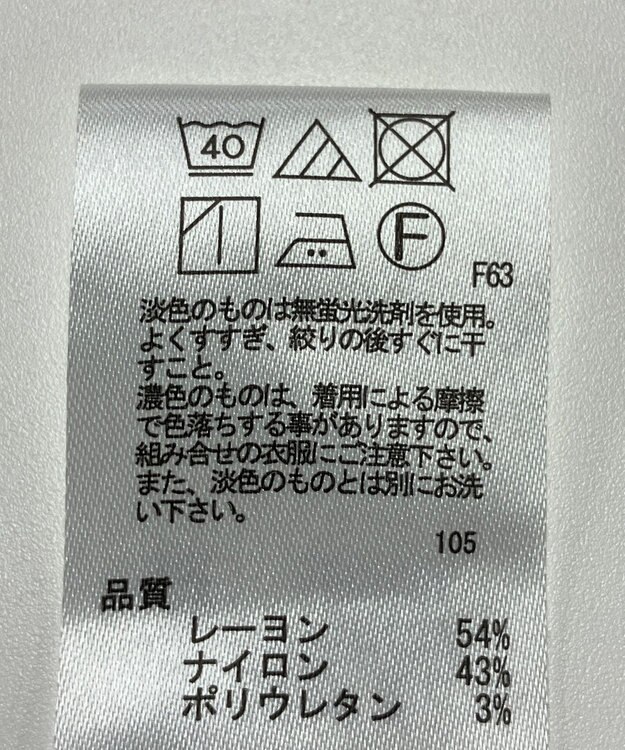 40
F
F63
淡色のものは無蛍光洗剤を使用。
よくすすぎ、絞りの後すぐに干
すこと。
濃色のものは、着用による摩擦
で色落ちする事がありますので、
組み合せの衣服にご注意下さい。
また、淡色のものとは別にお洗
い下さい。
105
品質
レーヨン 54%
ナイロン 43%
ポリウレタン 3%